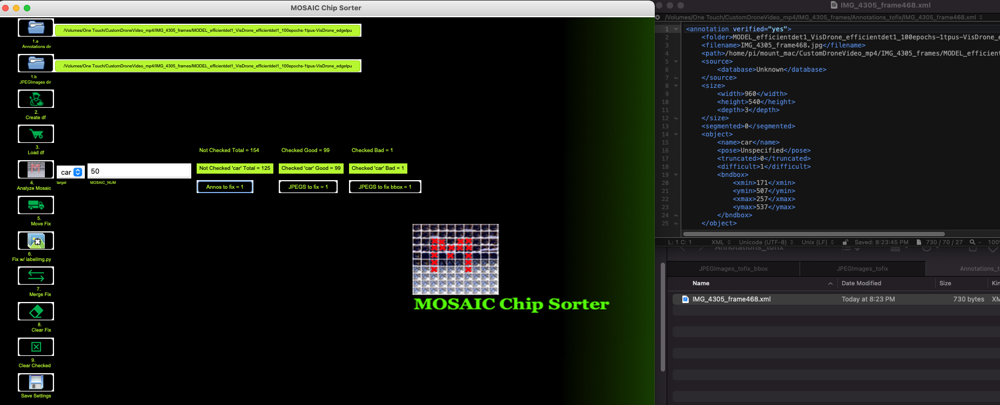 MOSAIC Chip Sorter
/Volumes/One Touch/CustomDroneVideo_mp4/IMG_4305_frames/MODEL_efficientdet1_VisDrone_efficientdet1_100epochs-1tpus-VisDrone_edgetpu
1.a
Annotations dir
/Volumes/One Touch/CustomDroneVideo_mp4/IMG_4305_frames/MODEL_efficientdet1_VisDrone_efficientdet1_100epochs-1tpus-VisDrone_edgetpu
1.b
JPEGImages dir
2.
Create df
3.
Load df
Not Checked Total = 154 Checked Good = 99 Checked Bad = 1
car 50 Not Checked 'car' Total = 125 Checked 'car' Good = 99 Checked 'car' Bad = 1
4.
Analyze Mosaic target MOSAIC_NUM
Annos to fix = 1 JPEGS to fix = 1 JPEGS to fix bbox = 1
5.
Move Fix
6.
Fix w/ labelImg.py
7.
Merge Fix
MOSAIC Chip Sorter
8.
Clear Fix
9.
Clear Checked
Save Settings
IMG_4305_frame468.xml
/Volumes/One Touch/CustomDroneVideo_mp4/IMG_4305_frames/Annotations_tofix/IMG_4305_frame468.xml
1 <annotation verified="yes">
2 <folder>MODEL_efficientdet1_VisDrone_efficientdet1_100epochs-1tpus-VisDrone_e
3 <filename>IMG_4305_frame468.jpg</filename>
4 <path>/home/pi/mount_mac/CustomDroneVideo_mp4/IMG_4305_frames/MODEL_efficient
5 <source>
6 <database>Unknown</database>
7 </source>
8 <size>
9 <width>960</width>
10 <height>540</height>
11 <depth>3</depth>
12 </size>
13 <segmented>0</segmented>
14 <object>
15 <name>car</name>
16 <pose>Unspecified</pose>
17 <truncated>0</truncated>
18 <difficult>1</difficult>
19 <bndbox>
20 <xmin>171</xmin>
21 <ymin>507</ymin>
22 <xmax>257</xmax>
23 <ymax>537</ymax>
24 </bndbox>
25 </object>
L: 1 C: 1 XML Unicode (UTF-8) Unix (LF) Saved: 8:23:45 PM 730 / 70 / 27 100
Annotations_tofix
JPEGImages_tofix_bbox JPEGImages_tofix Annotations_t
Name Date Modified Size Kin
IMG_4305_frame468.xml Today at 8:23 PM 730 bytes XM